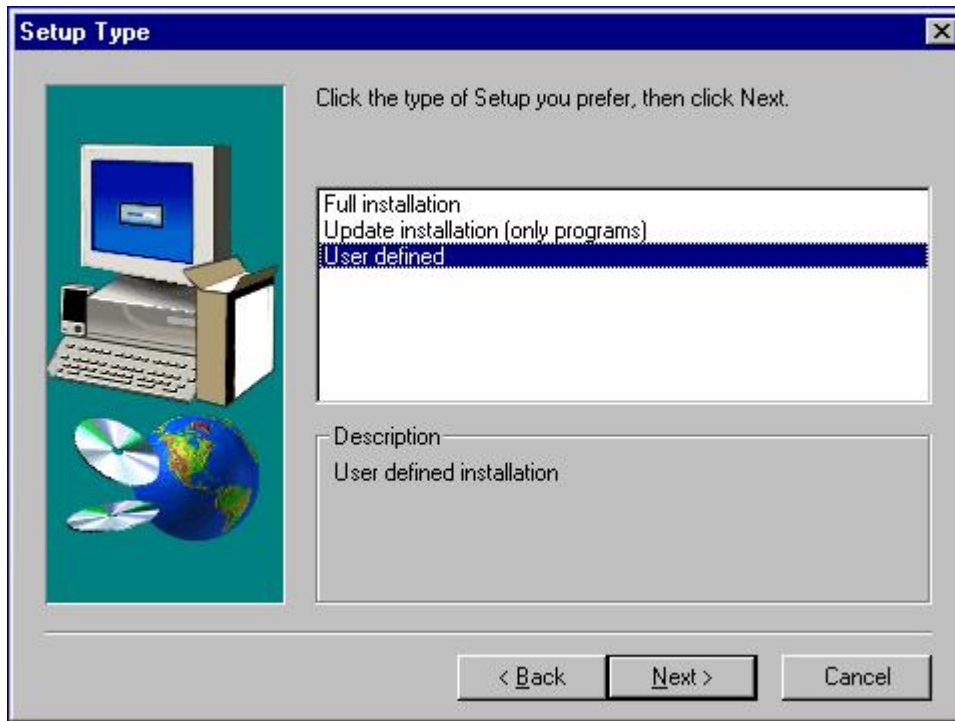 Setup Type
Click the type of Setup you prefer, then click Next.
Full installation
Update installation (only programs)
User defined
Description
User defined installation
< Back
Next >
Cancel